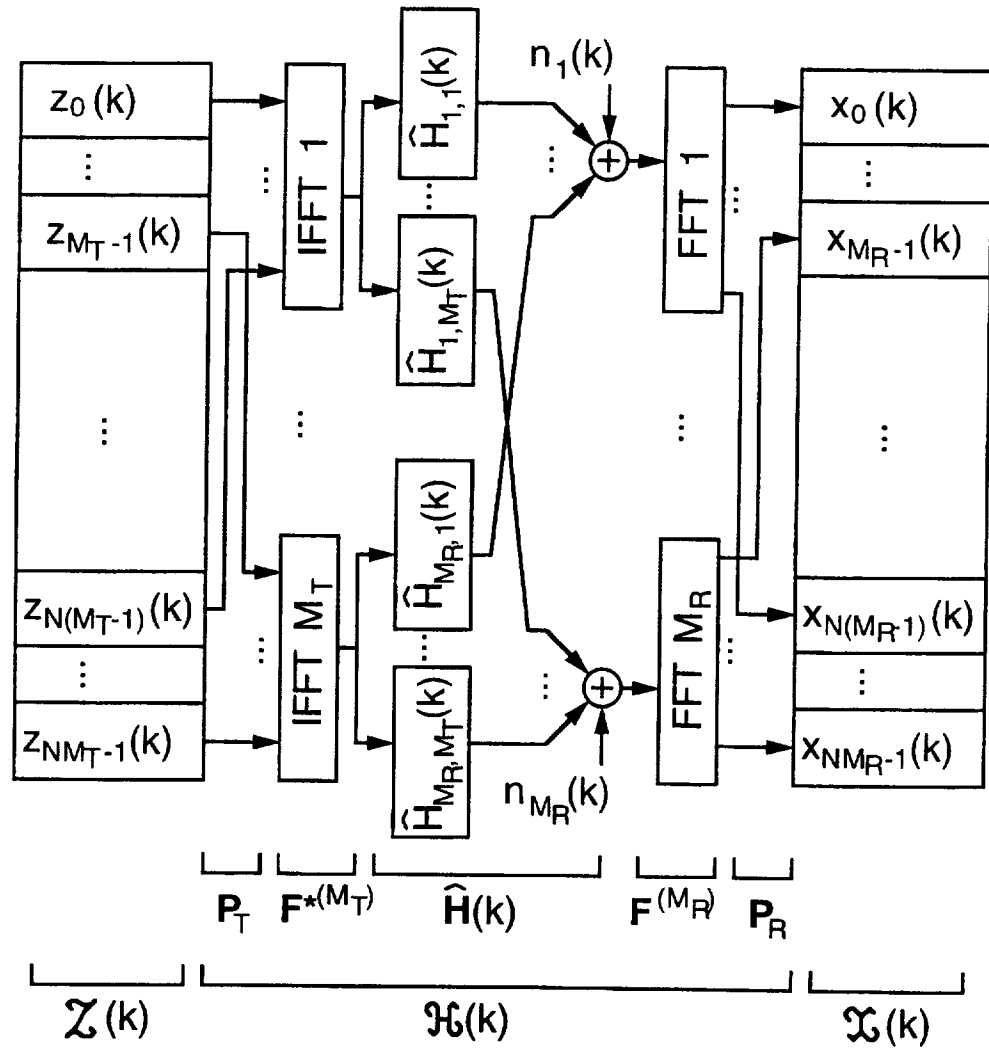 z₀(k)
⋮
z_{M_T-1}(k)
⋮
z_{N(M_T-1)}(k)
⋮
z_{NM_T-1}(k)
⋮
IFFT 1
⋮
⋮
IFFT M_T
Ĥ_{1,1}(k)
⋮
Ĥ_{1,M_T}(k)
Ĥ_{M_R,1}(k)
⋮
Ĥ_{M_R,M_T}(k)
n₁(k)
⋮
+
⋮
+
n_{M_R}(k)
FFT 1
⋮
⋮
FFT M_R
⋮
x₀(k)
⋮
x_{M_R-1}(k)
⋮
x_{N(M_R-1)}(k)
⋮
x_{NM_R-1}(k)
P_T F*^{(M_T)} Ĥ(k) F^{(M_R)} P_R
𝒵(k) ℋ(k) 𝒳(k)